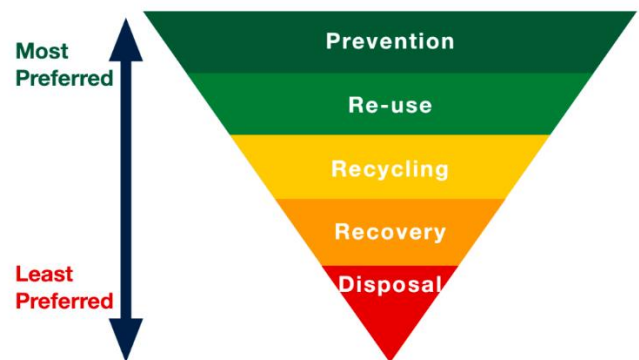 Most
Preferred
Prevention
Re-use
Recycling
Recovery
Disposal
Least
Preferred